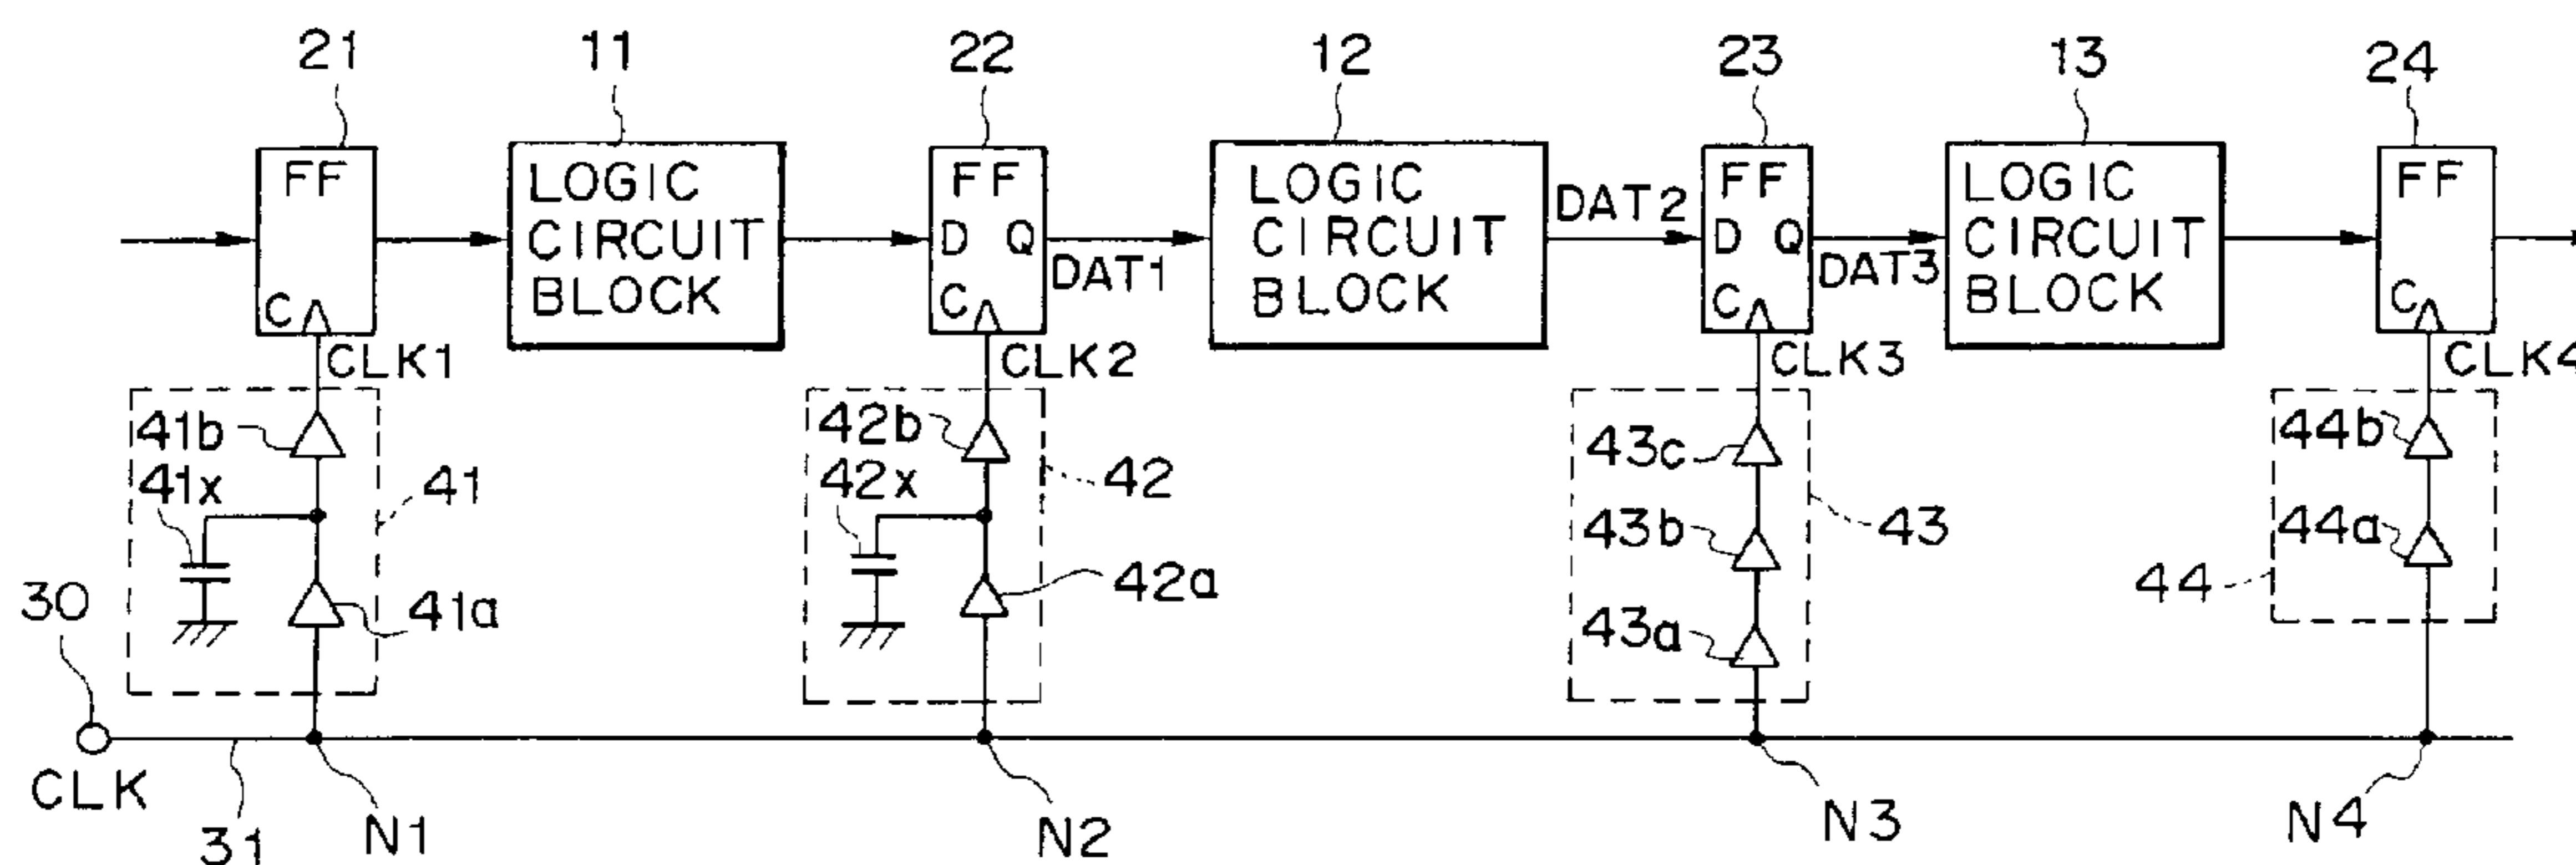 21 11 22 12 23 13 24
FF LOGIC FF LOGIC FF LOGIC FF
CIRCUIT D Q CIRCUIT DAT2 D Q CIRCUIT
C BLOCK C DAT1 BLOCK C DAT3 BLOCK C
CLK1 CLK2 CLK3 CLK4
41b 42b 43c 44b
41x 41 42x 42 43b 43 44a
30 41a 42a 43a 44
CLK
31 N1 N2 N3 N4